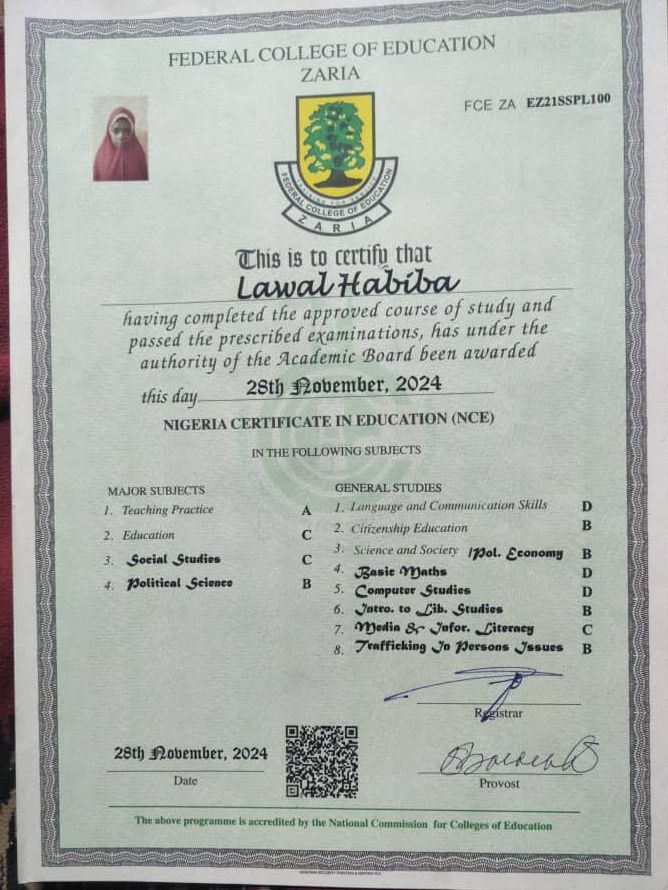 FEDERAL COLLEGE OF EDUCATION
ZARIA
FCE ZA EZ21SSPL100
TRAINING FOR SERVICE
FEDERAL COLLEGE OF EDUCATION
ZARIA
This is to certify that
Lawal Habiba
having completed the approved course of study and
passed the prescribed examinations, has under the
authority of the Academic Board been awarded
this day 28th November, 2024
NIGERIA CERTIFICATE IN EDUCATION (NCE)
IN THE FOLLOWING SUBJECTS
MAJOR SUBJECTS
1. Teaching Practice A
2. Education C
3. Social Studies C
4. Political Science B
GENERAL STUDIES
1. Language and Communication Skills D
2. Citizenship Education B
3. Science and Society /Pol. Economy B
4. Basic Maths D
5. Computer Studies D
6. Intro. to Lib. Studies B
7. Media & Infor. Literacy C
8. Trafficking In Persons Issues B
Registrar
28th November, 2024
Date
Provost
The above programme is accredited by the National Commission for Colleges of Education